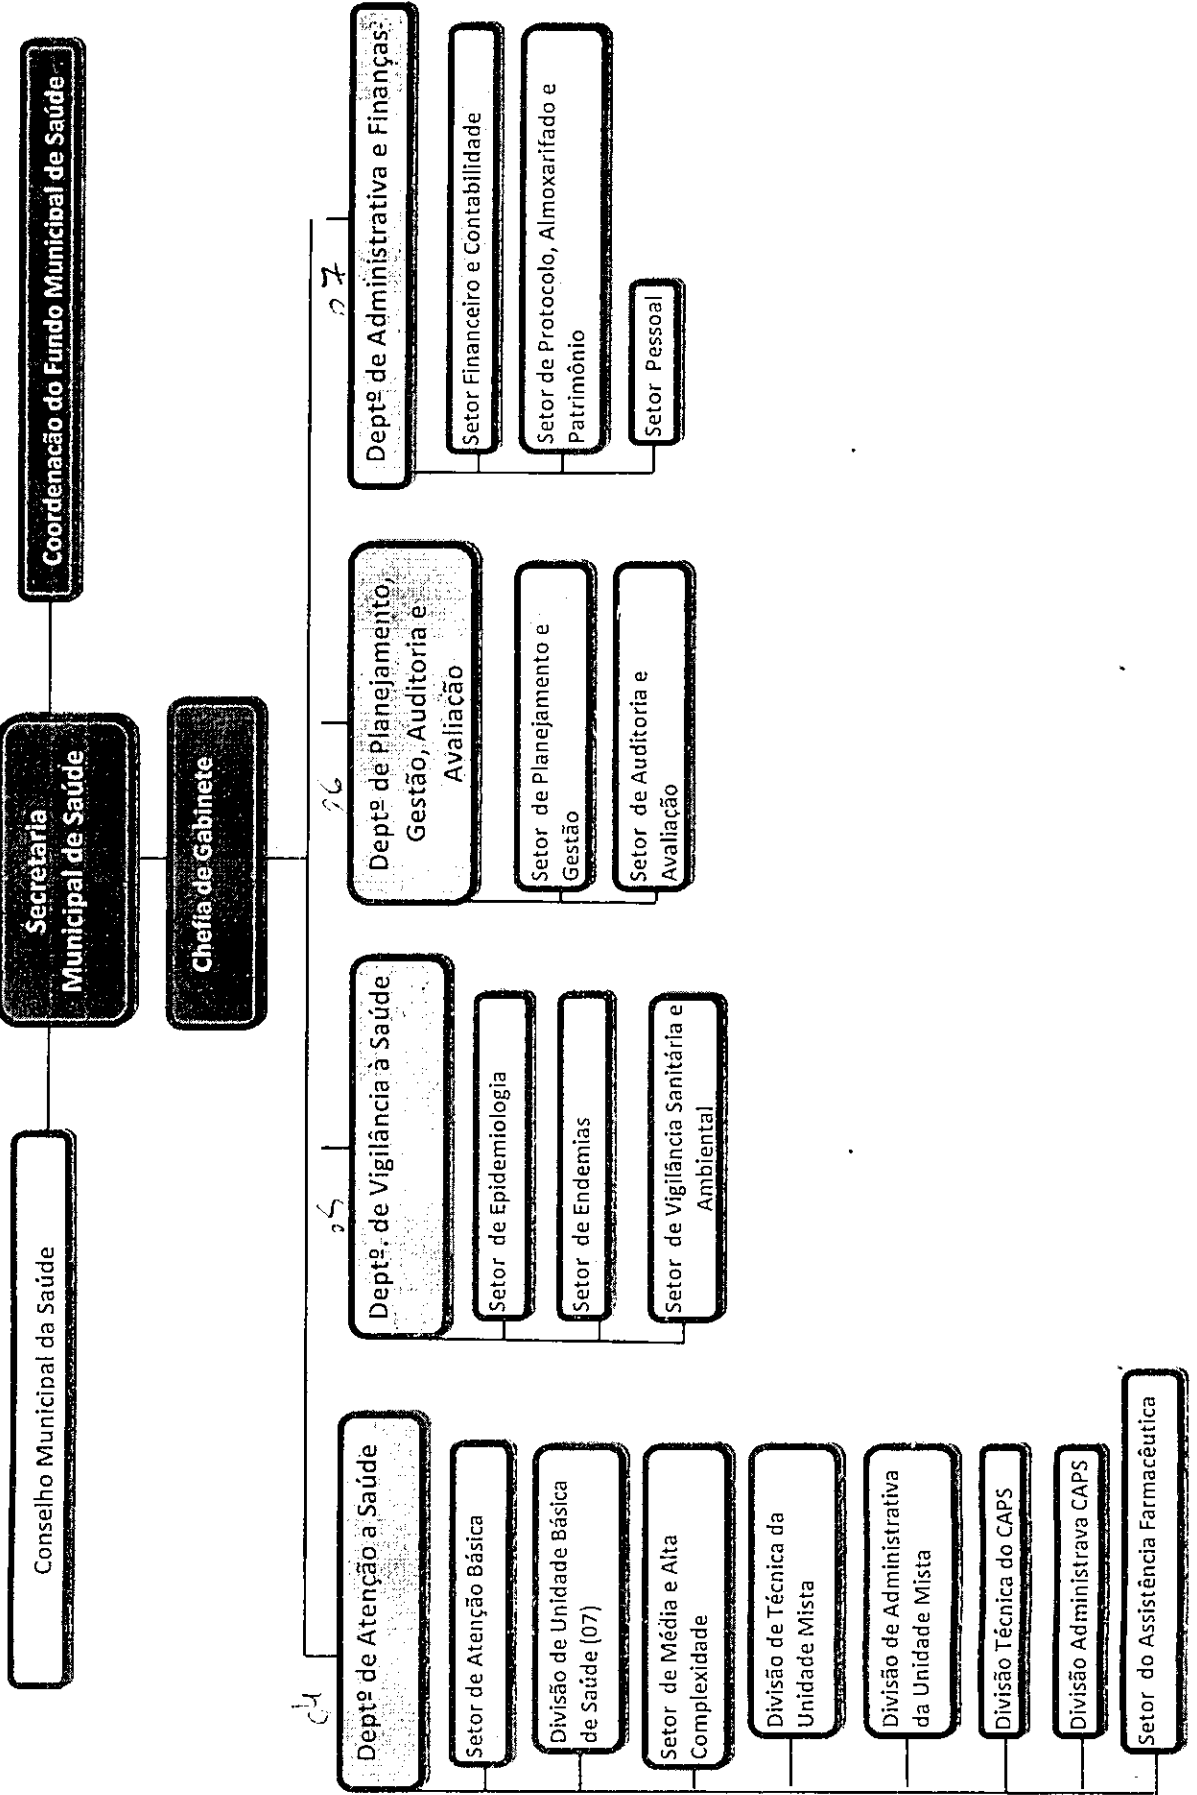 Conselho Municipal da Saúde
Secretaria
Municipal de Saúde
Coordenação do Fundo Municipal de Saúde
Chefia de Gabinete
04
Deptº de Atenção a Saúde
Setor de Atenção Básica
Divisão de Unidade Básica
de Saúde (07)
Setor de Média e Alta
Complexidade
Divisão de Técnica da
Unidade Mista
Divisão de Administrativa
da Unidade Mista
Divisão Técnica do CAPS
Divisão Administrava CAPS
Setor do Assistência Farmacêutica
05
Deptº. de Vigilância à Saúde
Setor de Epidemiologia
Setor de Endemias
Setor de Vigilância Sanitária e
Ambiental
06
Deptº de Planejamento,
Gestão, Auditoria e
Avaliação
Setor de Planejamento e
Gestão
Setor de Auditoria e
Avaliação
07
Deptº de Administrativa e Finanças
Setor Financeiro e Contabilidade
Setor de Protocolo, Almoxarifado e
Patrimônio
Setor Pessoal